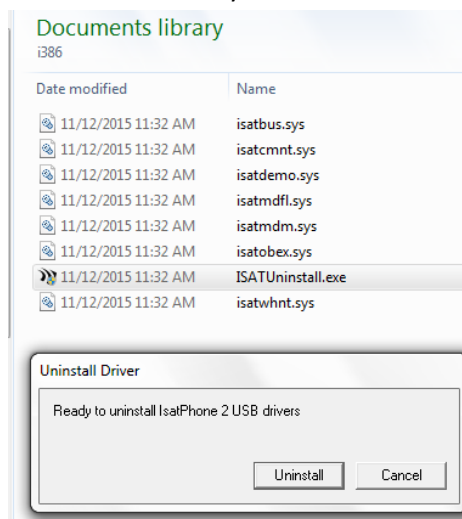 Documents library
i386
Date modified Name
11/12/2015 11:32 AM isatbus.sys
11/12/2015 11:32 AM isatcmnt.sys
11/12/2015 11:32 AM isatdemo.sys
11/12/2015 11:32 AM isatmdfl.sys
11/12/2015 11:32 AM isatmdm.sys
11/12/2015 11:32 AM isatobex.sys
11/12/2015 11:32 AM ISATUninstall.exe
11/12/2015 11:32 AM isatwhnt.sys
Uninstall Driver
Ready to uninstall IsatPhone 2 USB drivers
Uninstall Cancel